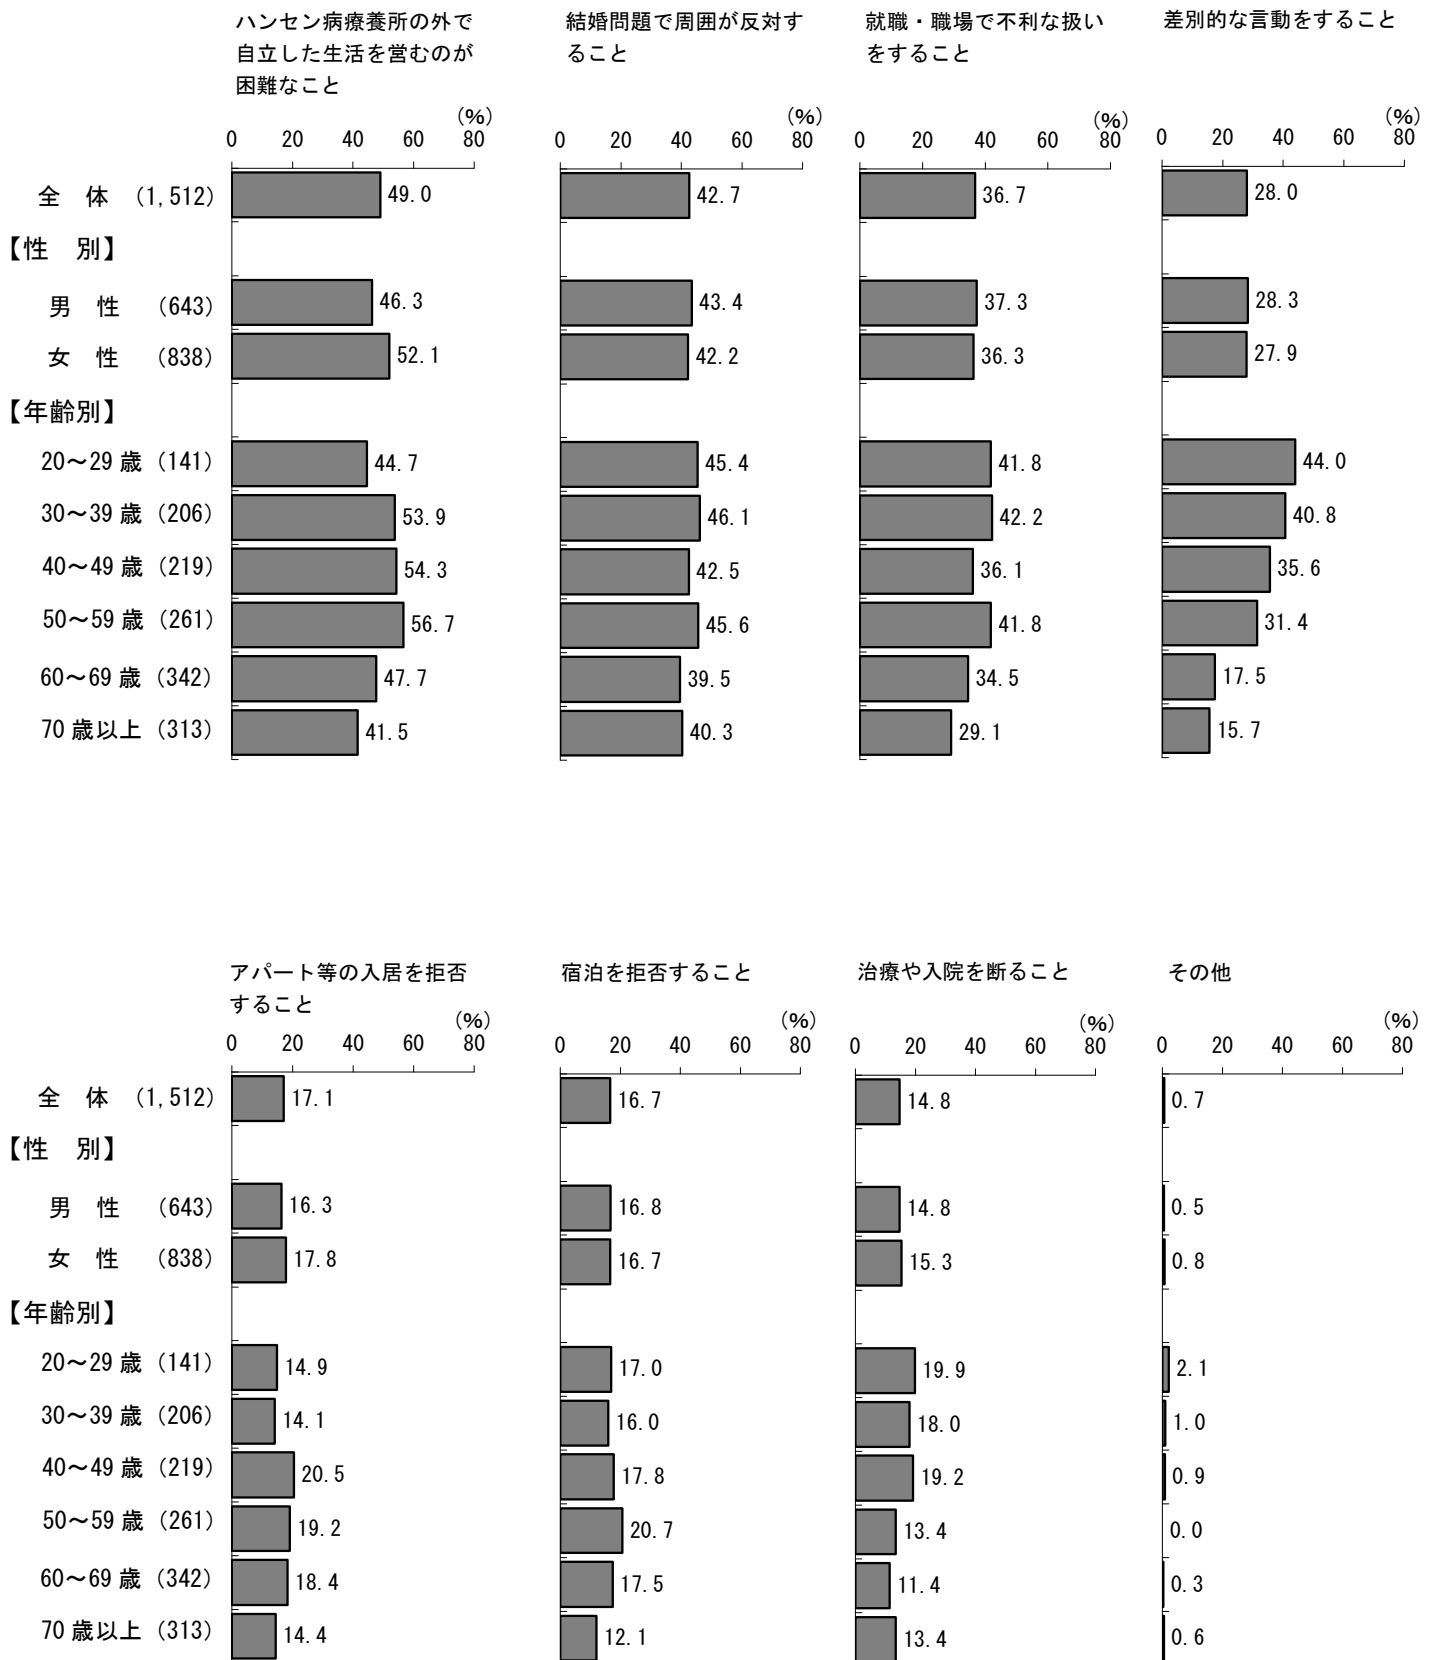 ハンセン病療養所の外で
自立した生活を営むのが
困難なこと
結婚問題で周囲が反対す
ること
就職・職場で不利な扱い
をすること
差別的な言動をすること
(%)
0 20 40 60 80
(%)
0 20 40 60 80
(%)
0 20 40 60 80
(%)
0 20 40 60 80
全 体 (1,512) 49.0 42.7 36.7 28.0
【性 別】
男 性 (643) 46.3 43.4 37.3 28.3
女 性 (838) 52.1 42.2 36.3 27.9
【年齢別】
20～29 歳 (141) 44.7 45.4 41.8 44.0
30～39 歳 (206) 53.9 46.1 42.2 40.8
40～49 歳 (219) 54.3 42.5 36.1 35.6
50～59 歳 (261) 56.7 45.6 41.8 31.4
60～69 歳 (342) 47.7 39.5 34.5 17.5
70 歳以上 (313) 41.5 40.3 29.1 15.7
アパート等の入居を拒否
すること
宿泊を拒否すること
治療や入院を断ること
その他
(%)
0 20 40 60 80
(%)
0 20 40 60 80
(%)
0 20 40 60 80
(%)
0 20 40 60 80
全 体 (1,512) 17.1 16.7 14.8 0.7
【性 別】
男 性 (643) 16.3 16.8 14.8 0.5
女 性 (838) 17.8 16.7 15.3 0.8
【年齢別】
20～29 歳 (141) 14.9 17.0 19.9 2.1
30～39 歳 (206) 14.1 16.0 18.0 1.0
40～49 歳 (219) 20.5 17.8 19.2 0.9
50～59 歳 (261) 19.2 20.7 13.4 0.0
60～69 歳 (342) 18.4 17.5 11.4 0.3
70 歳以上 (313) 14.4 12.1 13.4 0.6